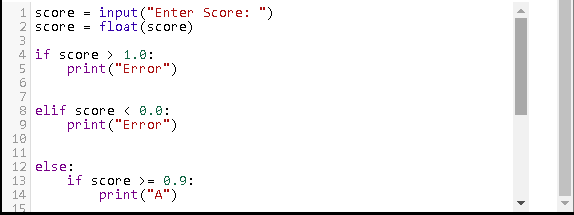 1 score = input("Enter Score: ")
2 score = float(score)
3
4 if score > 1.0:
5     print("Error")
6
7
8 elif score < 0.0:
9     print("Error")
10
11
12 else:
13     if score >= 0.9:
14         print("A")
15